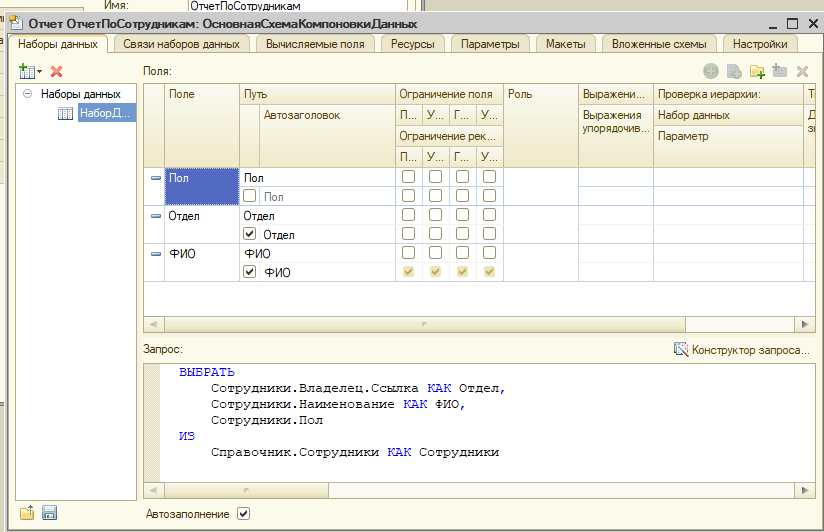 Имя:
ОтчетПоСотрудникам
Отчет ОтчетПоСотрудникам: ОсновнаяСхемаКомпоновкиДанных
Наборы данных
Связи наборов данных
Вычисляемые поля
Ресурсы
Параметры
Макеты
Вложенные схемы
Настройки
Поля:
Наборы данных
НаборД...
Поле
Путь
Ограничение поля
Роль
Выражени...
Проверка иерархии:
Автозаголовок
П... У... Г... У...
Выражения упорядочив...
Набор данных
Ограничение рек...
Параметр
П... У... Г... У...
Пол
Пол
Пол
Отдел
Отдел
Отдел
ФИО
ФИО
ФИО
Запрос:
Конструктор запроса...
ВЫБРАТЬ
Сотрудники.Владелец.Ссылка КАК Отдел,
Сотрудники.Наименование КАК ФИО,
Сотрудники.Пол
ИЗ
Справочник.Сотрудники КАК Сотрудники
Автозаполнение